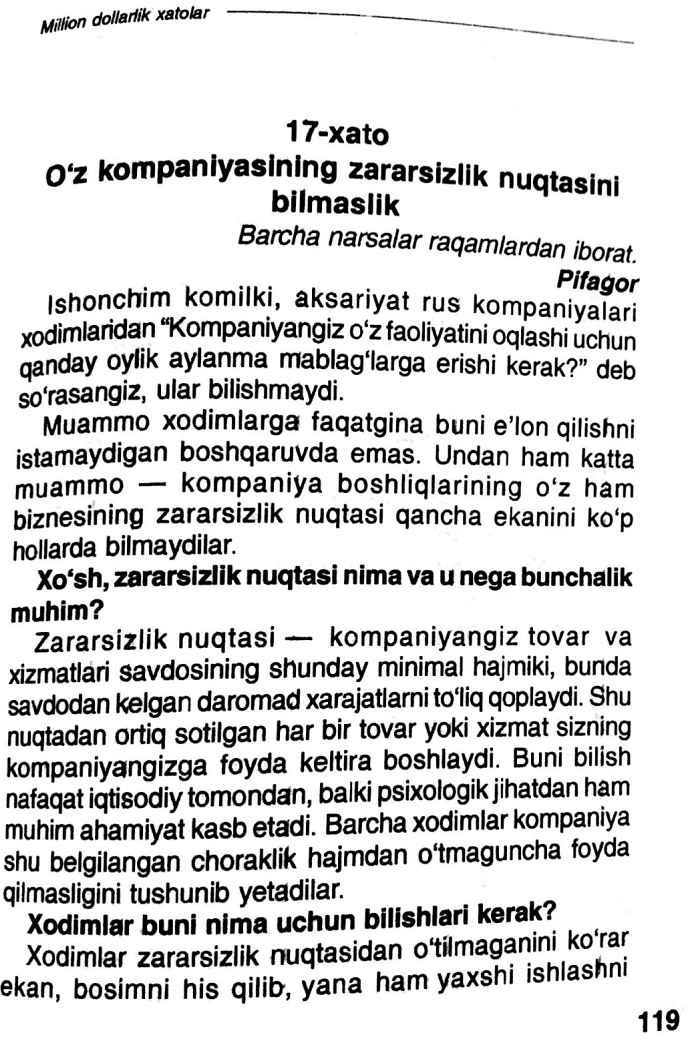 Million dollarlik xatolar
17-xato
O‘z kompaniyasining zararsizlik nuqtasini
bilmaslik
Barcha narsalar raqamlardan iborat.
Pifagor
Ishonchim komilki, aksariyat rus kompaniyalari
xodimlaridan “Kompaniyangiz o‘z faoliyatini oqlashi uchun
qanday oylik aylanma mablag‘larga erishi kerak?” deb
so‘rasangiz, ular bilishmaydi.
Muammo xodimlarga faqatgina buni e’lon qilishni
istamaydigan boshqaruvda emas. Undan ham katta
muammo — kompaniya boshliqlarining o‘z ham
biznesining zararsizlik nuqtasi qancha ekanini ko‘p
hollarda bilmaydilar.
Xo‘sh, zararsizlik nuqtasi nima va u nega bunchalik
muhim?
Zararsizlik nuqtasi — kompaniyangiz tovar va
xizmatlari savdosining shunday minimal hajmiki, bunda
savdodan kelgan daromad xarajatlarni to‘liq qoplaydi. Shu
nuqtadan ortiq sotilgan har bir tovar yoki xizmat sizning
kompaniyangizga foyda keltira boshlaydi. Buni bilish
nafaqat iqtisodiy tomondan, balki psixologik jihatdan ham
muhim ahamiyat kasb etadi. Barcha xodimlar kompaniya
shu belgilangan choraklik hajmdan o‘tmaguncha foyda
qilmasligini tushunib yetadilar.
Xodimlar buni nima uchun bilishlari kerak?
Xodimlar zararsizlik nuqtasidan o‘tilmaganini ko‘rar
ekan, bosimni his qilib, yana ham yaxshi ishlashni
119